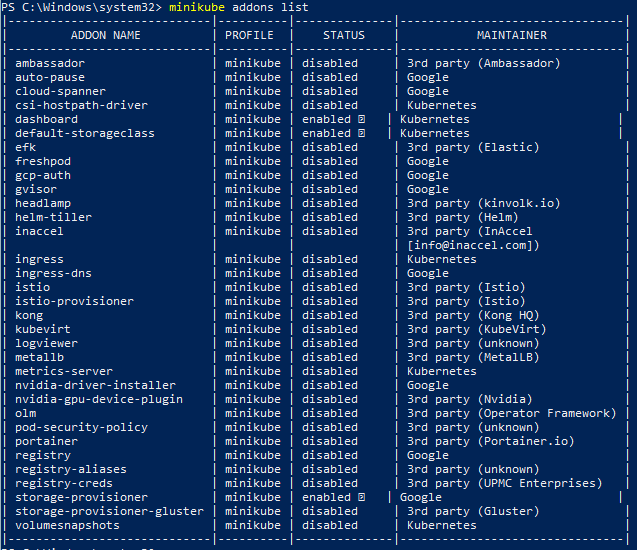 PS C:\Windows\system32> minikube addons list
|-----------------------------|----------|--------------|--------------------------------|
| ADDON NAME | PROFILE | STATUS | MAINTAINER |
|-----------------------------|----------|--------------|--------------------------------|
| ambassador | minikube | disabled | 3rd party (Ambassador) |
| auto-pause | minikube | disabled | Google |
| cloud-spanner | minikube | disabled | Google |
| csi-hostpath-driver | minikube | disabled | Kubernetes |
| dashboard | minikube | enabled | Kubernetes |
| default-storageclass | minikube | enabled | Kubernetes |
| efk | minikube | disabled | 3rd party (Elastic) |
| freshpod | minikube | disabled | Google |
| gcp-auth | minikube | disabled | Google |
| gvisor | minikube | disabled | Google |
| headlamp | minikube | disabled | 3rd party (kinvolk.io) |
| helm-tiller | minikube | disabled | 3rd party (Helm) |
| inaccel | minikube | disabled | 3rd party (InAccel |
| | | | [info@inaccel.com]) |
| ingress | minikube | disabled | Kubernetes |
| ingress-dns | minikube | disabled | Google |
| istio | minikube | disabled | 3rd party (Istio) |
| istio-provisioner | minikube | disabled | 3rd party (Istio) |
| kong | minikube | disabled | 3rd party (Kong HQ) |
| kubevirt | minikube | disabled | 3rd party (KubeVirt) |
| logviewer | minikube | disabled | 3rd party (unknown) |
| metallb | minikube | disabled | 3rd party (MetalLB) |
| metrics-server | minikube | disabled | Kubernetes |
| nvidia-driver-installer | minikube | disabled | Google |
| nvidia-gpu-device-plugin | minikube | disabled | 3rd party (Nvidia) |
| olm | minikube | disabled | 3rd party (Operator Framework) |
| pod-security-policy | minikube | disabled | 3rd party (unknown) |
| portainer | minikube | disabled | 3rd party (Portainer.io) |
| registry | minikube | disabled | Google |
| registry-aliases | minikube | disabled | 3rd party (unknown) |
| registry-creds | minikube | disabled | 3rd party (UPMC Enterprises) |
| storage-provisioner | minikube | enabled | Google |
| storage-provisioner-gluster | minikube | disabled | 3rd party (Gluster) |
| volumesnapshots | minikube | disabled | Kubernetes |
|-----------------------------|----------|--------------|--------------------------------|